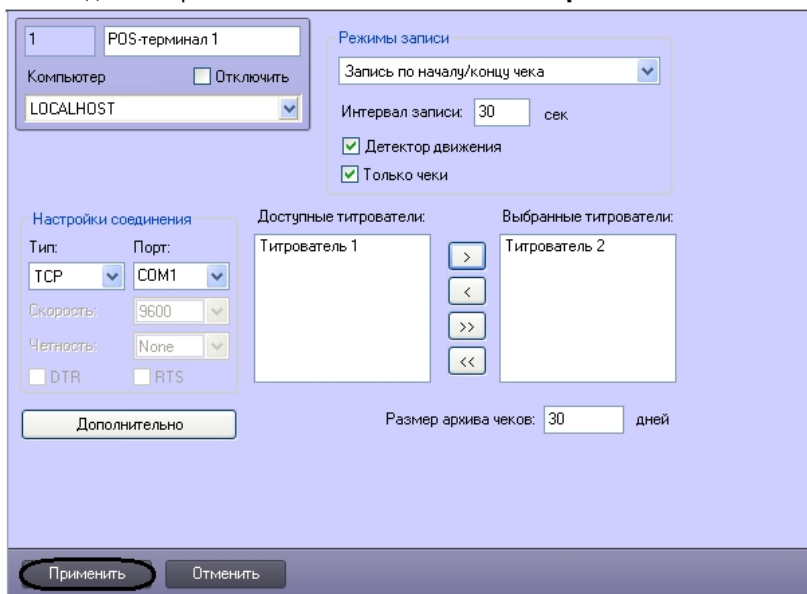 1
POS-терминал 1
Компьютер
Отключить
LOCALHOST
Режимы записи
Запись по началу/концу чека
Интервал записи: 30 сек
Детектор движения
Только чеки
Настройки соединения
Тип:
Порт:
TCP
COM1
Скорость:
9600
Четность:
None
DTR
RTS
Дополнительно
Доступные титрователи:
Титрователь 1
>
<
>>
<<
Выбранные титрователи:
Титрователь 2
Размер архива чеков: 30 дней
Применить
Отменить